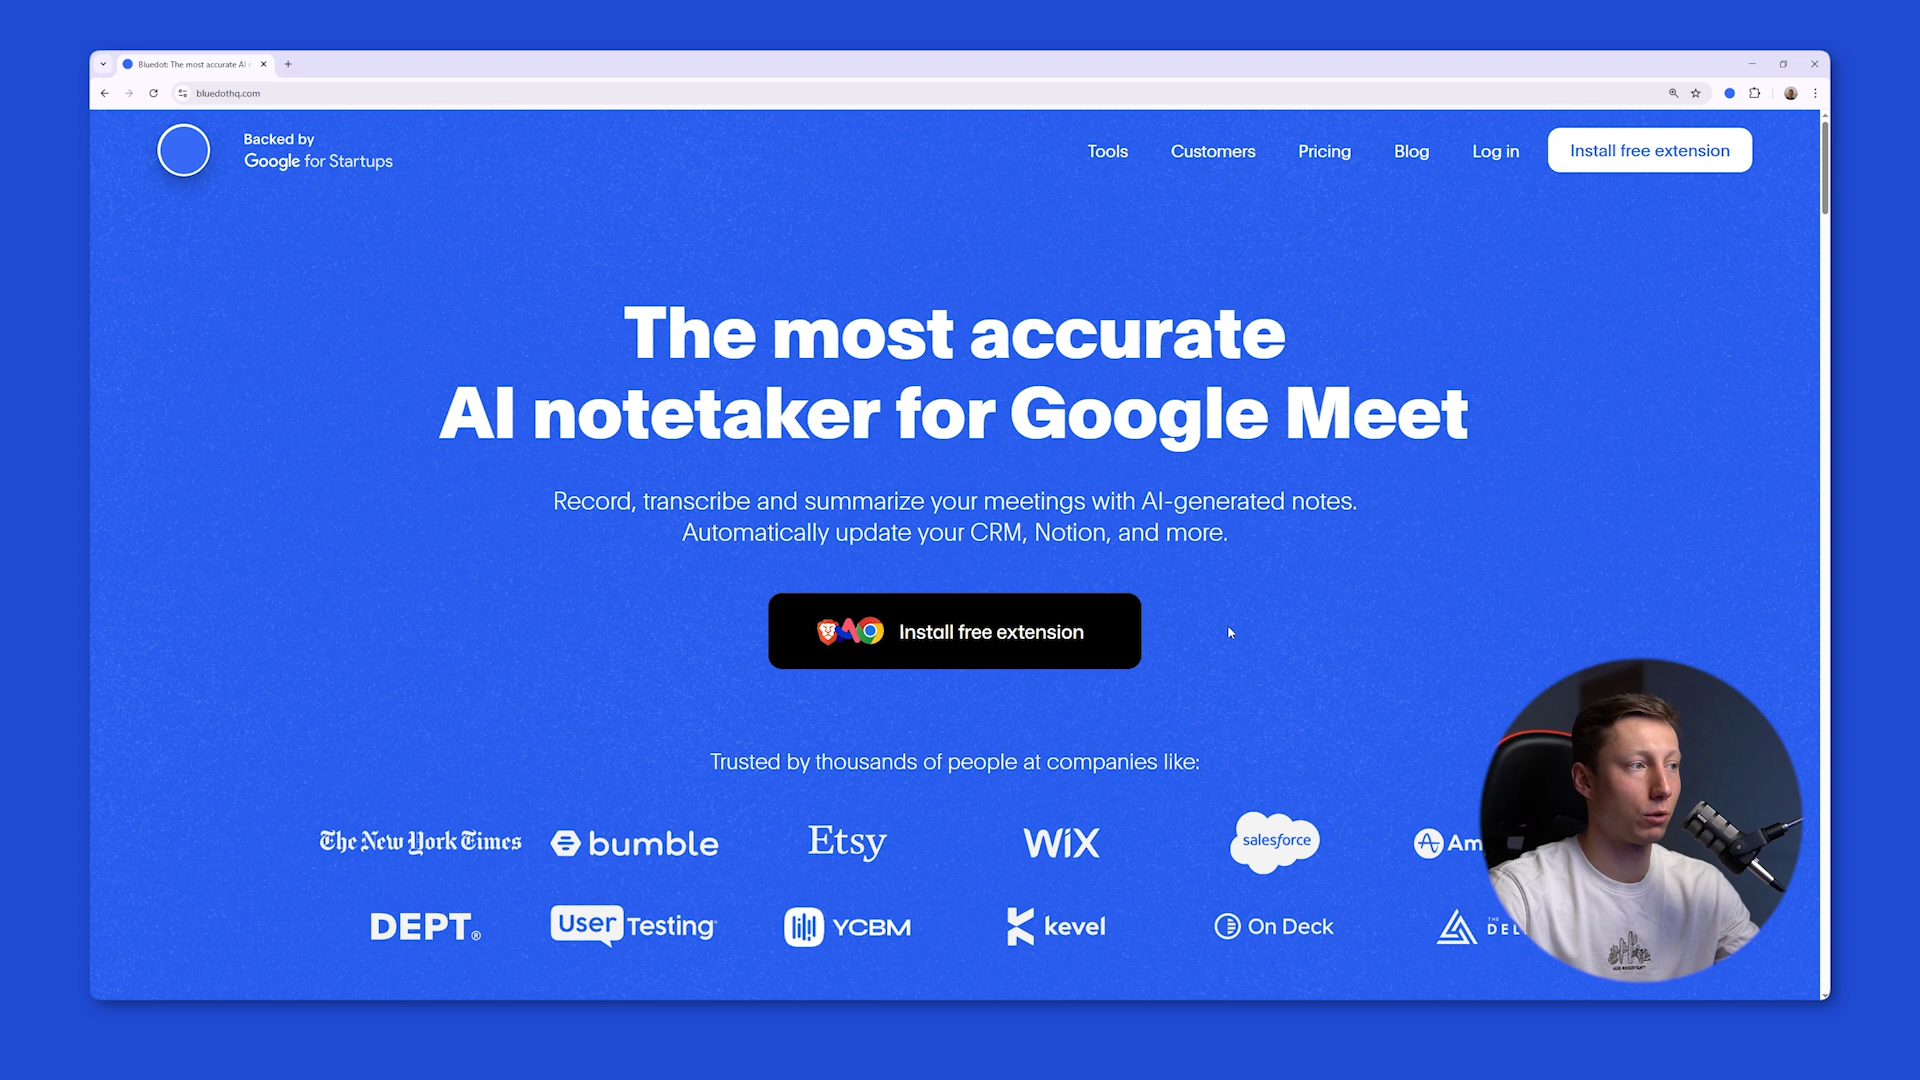 Bluedot: The most accurate AI
bluedothq.com
Backed by
Google for Startups
Tools
Customers
Pricing
Blog
Log in
Install free extension
The most accurate
AI notetaker for Google Meet
Record, transcribe and summarize your meetings with AI-generated notes.
Automatically update your CRM, Notion, and more.
Install free extension
Trusted by thousands of people at companies like:
The New York Times
bumble
Etsy
WiX
salesforce
Am
DEPT®
UserTesting
YCBM
kevel
On Deck
THE
DEL